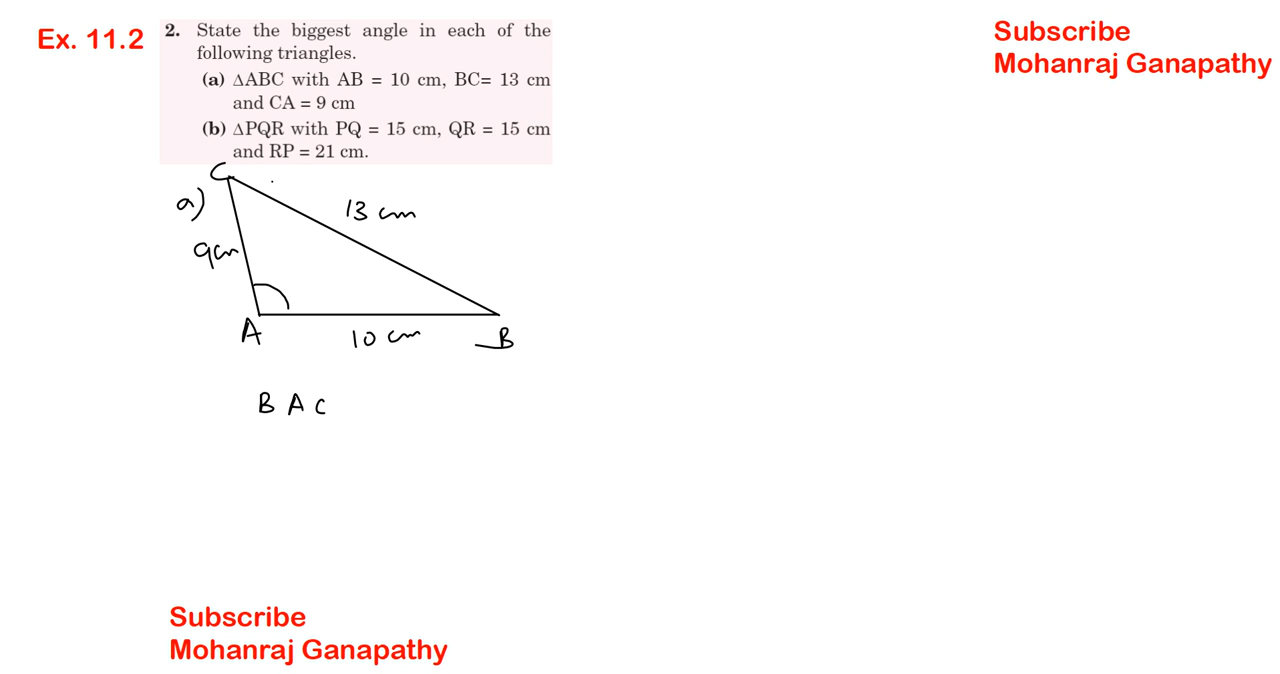 Ex. 11.2
2. State the biggest angle in each of the
following triangles.
(a) △ABC with AB = 10 cm, BC= 13 cm
and CA = 9 cm
(b) △PQR with PQ = 15 cm, QR = 15 cm
and RP = 21 cm.
Subscribe
Mohanraj Ganapathy
C
a)
13 cm
9cm
A
10 cm
B
B A C
Subscribe
Mohanraj Ganapathy